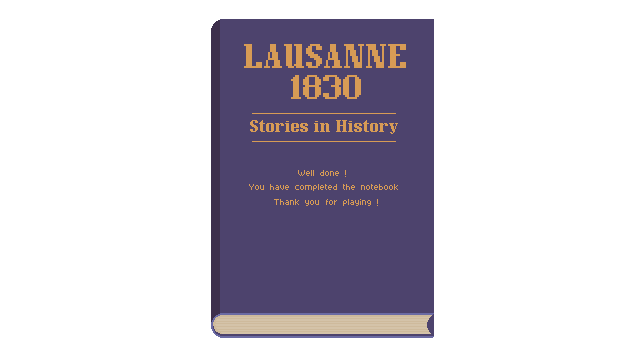 LAUSANNE
1830
Stories in History
Well done !
You have completed the notebook
Thank you for playing !